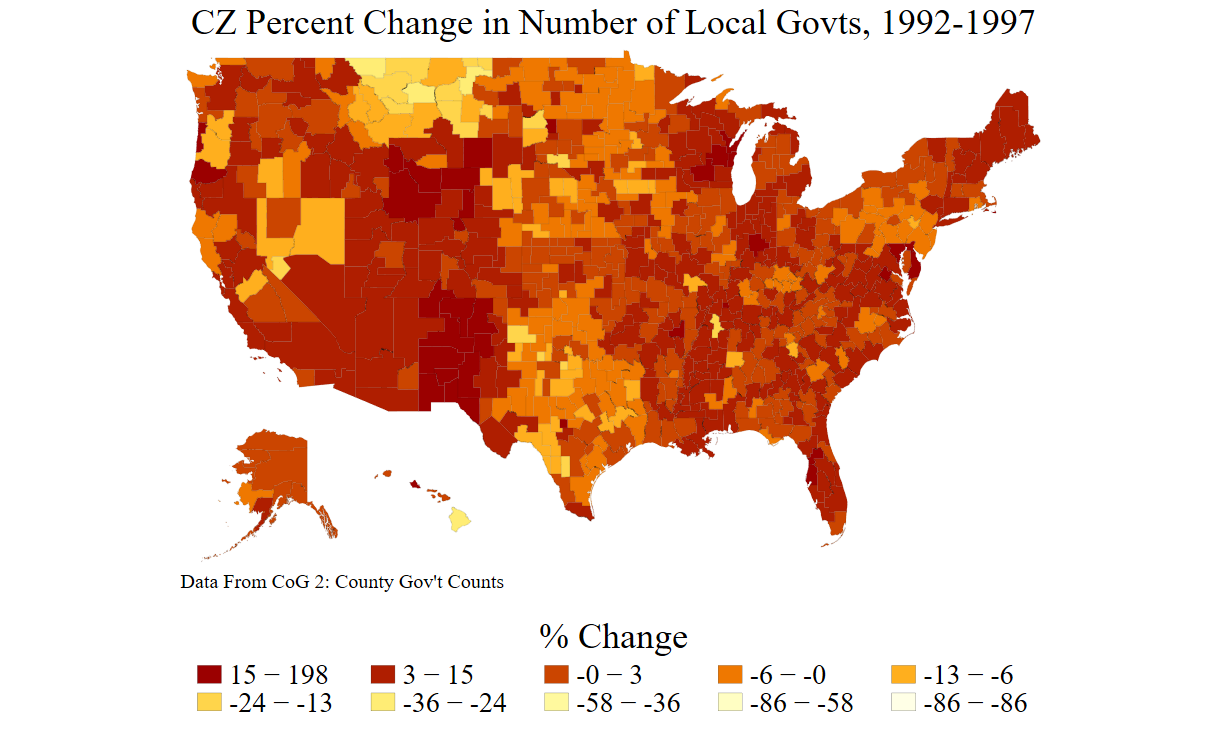 CZ Percent Change in Number of Local Govts, 1992-1997
Data From CoG 2: County Gov't Counts
% Change
15 − 198 3 − 15 -0 − 3 -6 − -0 -13 − -6
-24 − -13 -36 − -24 -58 − -36 -86 − -58 -86 − -86